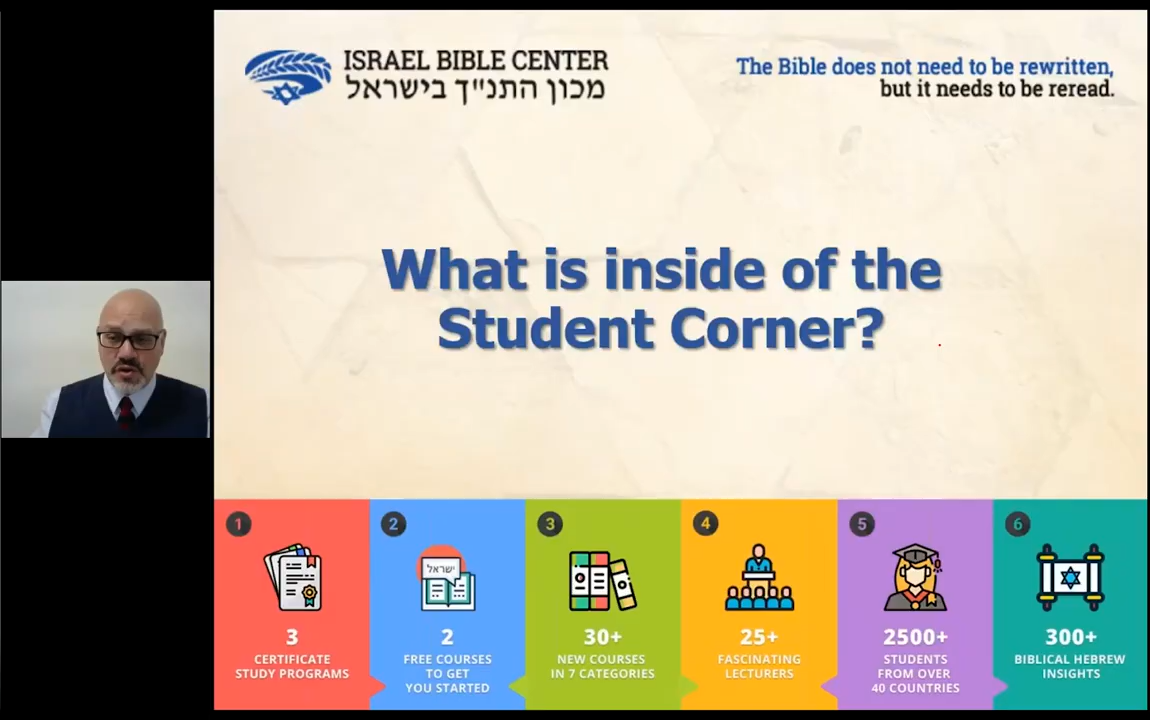 ISRAEL BIBLE CENTER
מכון התנ"ך בישראל
The Bible does not need to be rewritten,
but it needs to be reread.
What is inside of the
Student Corner?
1
ישראל
3
CERTIFICATE
STUDY PROGRAMS
2
2
FREE COURSES
TO GET
YOU STARTED
3
30+
NEW COURSES
IN 7 CATEGORIES
4
25+
FASCINATING
LECTURERS
5
2500+
STUDENTS
FROM OVER
40 COUNTRIES
6
300+
BIBLICAL HEBREW
INSIGHTS